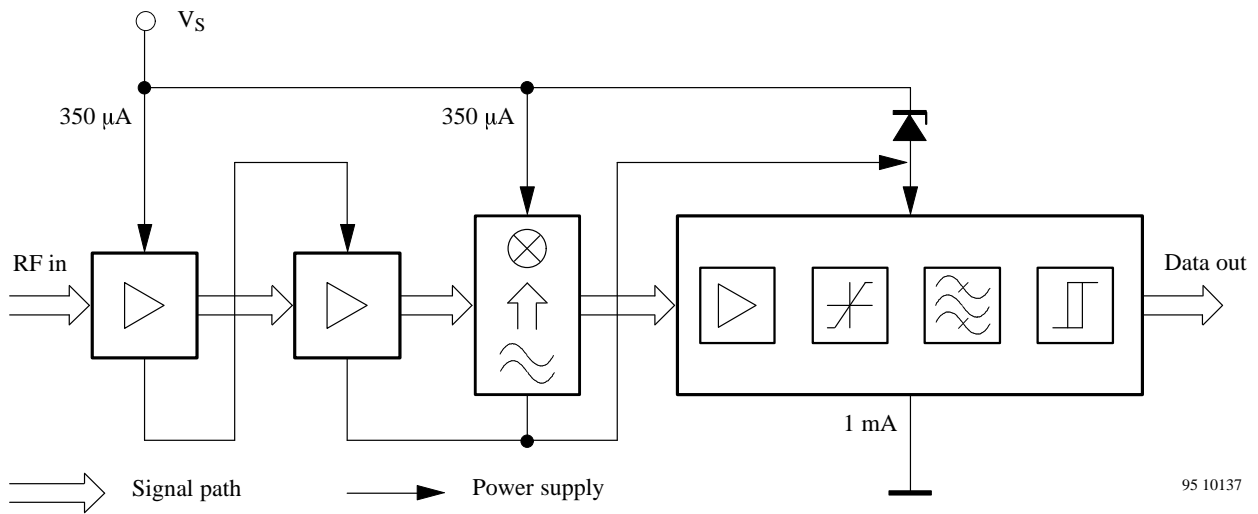 V_S
350 μA
350 μA
RF in
Data out
1 mA
Signal path
Power supply
95 10137